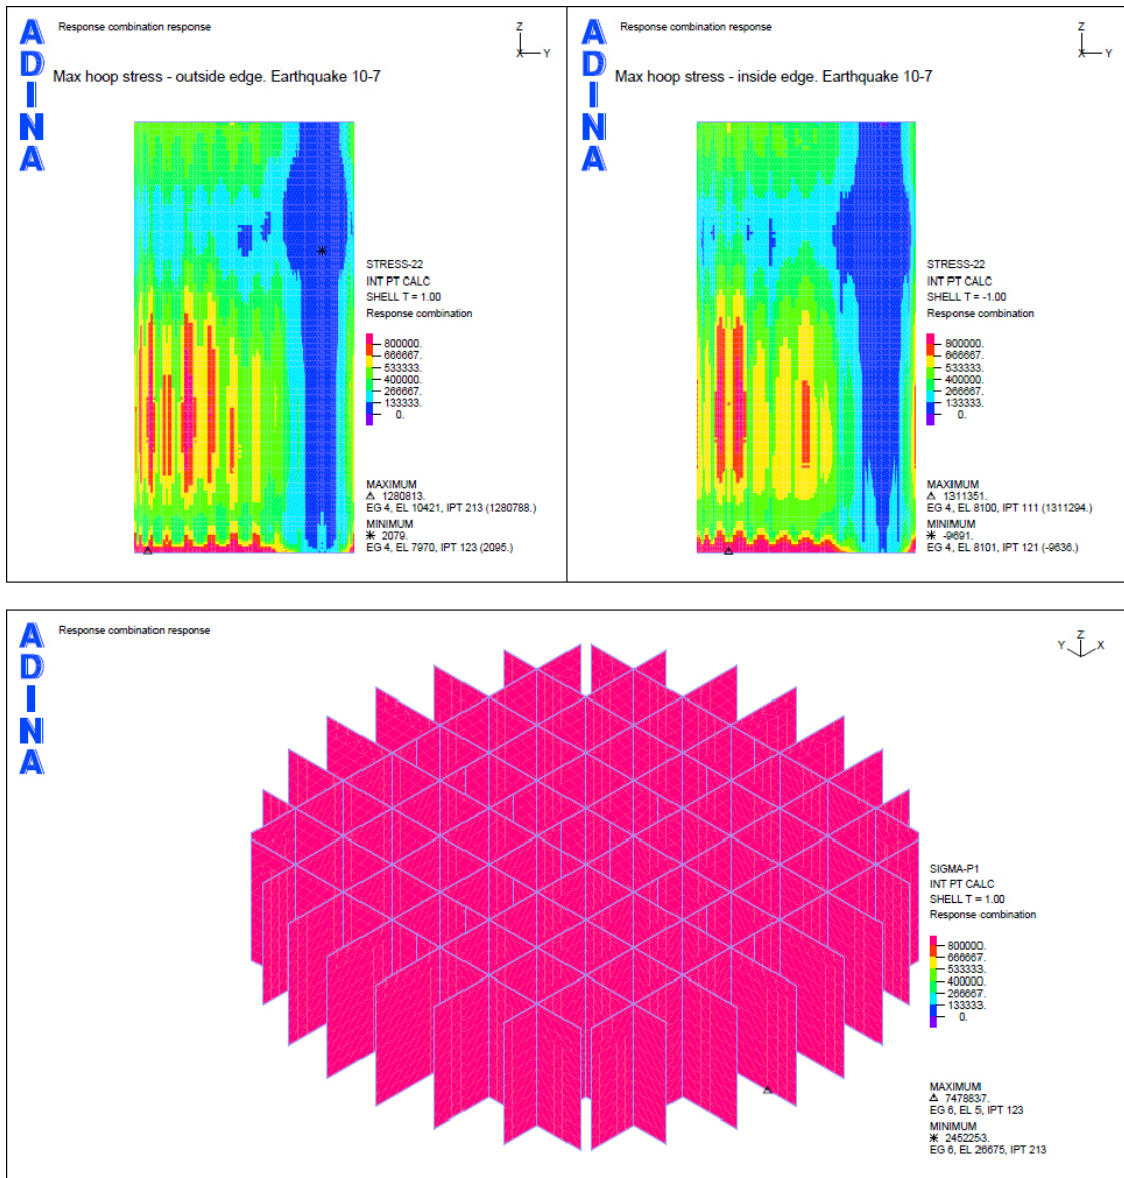 ADINA
Response combination response
Z
X Y
Max hoop stress - outside edge. Earthquake 10-7
STRESS-22
INT PT CALC
SHELL T = 1.00
Response combination
800000.
666667.
533333.
400000.
266667.
133333.
0.
MAXIMUM
1280813.
EG 4, EL 10421, IPT 213 (1280788.)
MINIMUM
2079.
EG 4, EL 7970, IPT 123 (2095.)
ADINA
Response combination response
Z
X Y
Max hoop stress - inside edge. Earthquake 10-7
STRESS-22
INT PT CALC
SHELL T = -1.00
Response combination
800000.
666667.
533333.
400000.
266667.
133333.
0.
MAXIMUM
1311351.
EG 4, EL 8100, IPT 111 (1311294.)
MINIMUM
-9691.
EG 4, EL 8101, IPT 121 (-9636.)
ADINA
Response combination response
Z
Y X
SIGMA-P1
INT PT CALC
SHELL T = 1.00
Response combination
800000.
666667.
533333.
400000.
266667.
133333.
0.
MAXIMUM
7478837.
EG 6, EL 5, IPT 123
MINIMUM
2452253.
EG 6, EL 26675, IPT 213